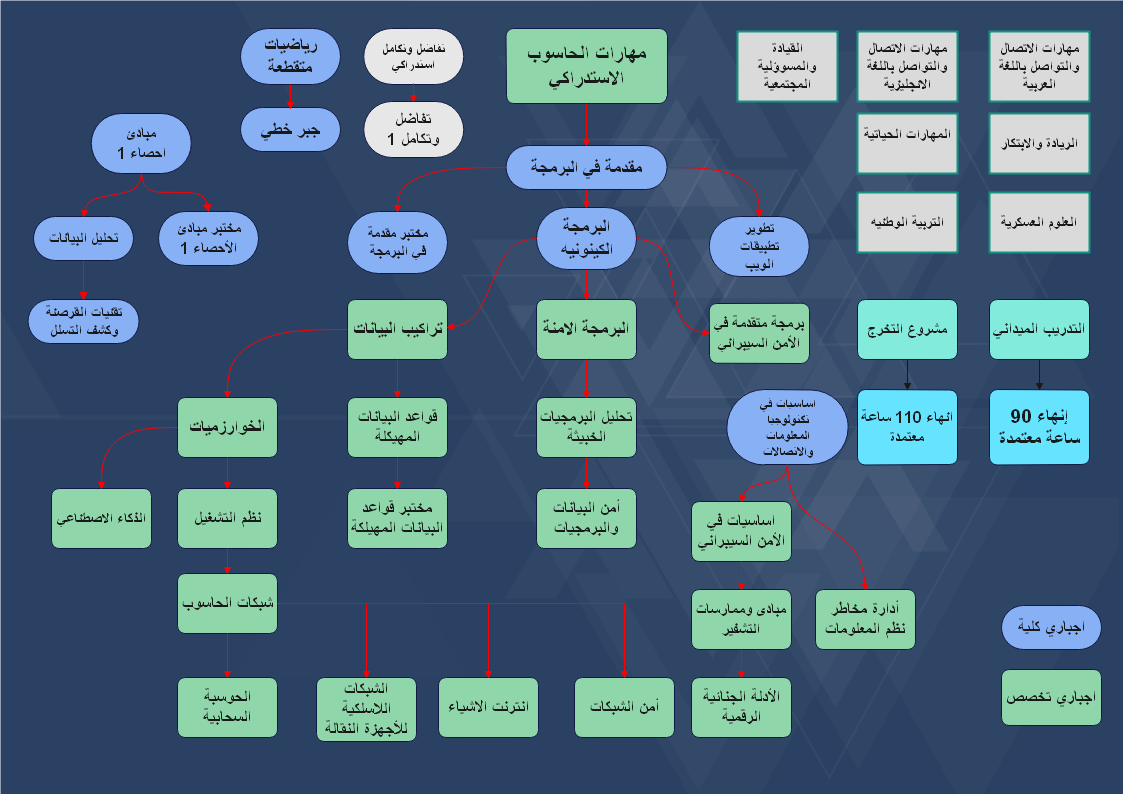 رياضيات
متقطعة
جبر خطي
تفاضل وتكامل
استدراكي
تفاضل
وتكامل 1
مهارات الحاسوب
الاستدراكي
القيادة
والمسوؤلية
المجتمعية
مهارات الاتصال
والتواصل باللغة
الانجليزية
مهارات الاتصال
والتواصل باللغة
العربية
المهارات الحياتية
الريادة والابتكار
التربية الوطنيه
العلوم العسكرية
مبادئ
احصاء 1
تحليل البيانات
مختبر مبادئ
الأحصاء 1
تقنيات القرصنة
وكشف التسلل
مقدمة في البرمجة
مختبر مقدمة
في البرمجة
البرمجة
الكينونيه
تطوير
تطبيقات
الويب
تراكيب البيانات
البرمجة الامنة
برمجة متقدمة في
الأمن السيبراني
مشروع التخرج
التدريب الميداني
انهاء 110 ساعة
معتمدة
إنهاء 90
ساعة معتمدة
الخوارزميات
قواعد البيانات
المهيكلة
تحليل البرمجيات
الخبيثة
اساسيات في
تكنولوجيا
المعلومات
والاتصالات
الذكاء الاصطناعي
نظم التشغيل
مختبر قواعد
البيانات المهيلكة
أمن البيانات
والبرمجيات
اساسيات في
الأمن السيبراني
شبكات الحاسوب
مبادئ وممارسات
التشفير
أدارة مخاطر
نظم المعلومات
الحوسبة
السحابية
الشبكات
اللاسلكية
للأجهزة النقالة
انترنت الاشياء
أمن الشبكات
الأدلة الجنائية
الرقمية
اجباري كلية
اجباري تخصص